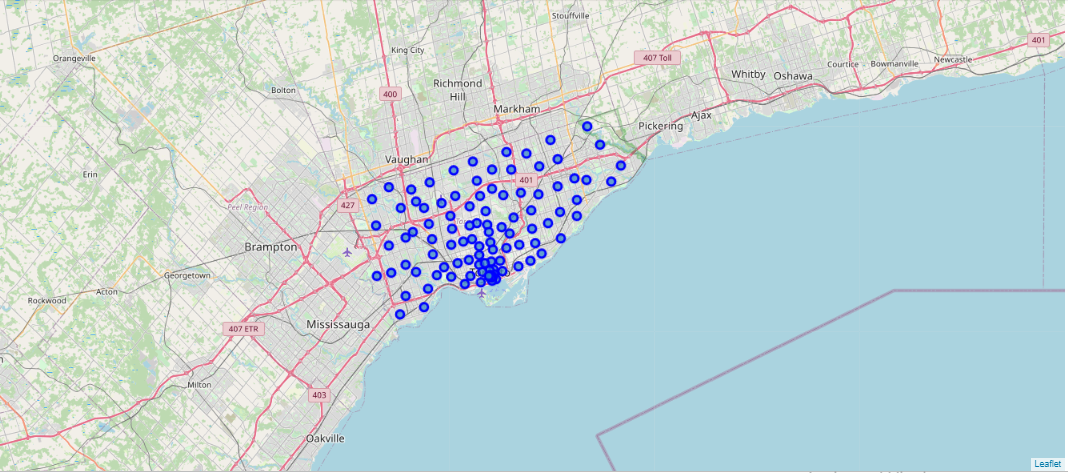 Stouffville
King City
Orangeville
401
407 Toll
Courtice
Bowmanville
Newcastle
Whitby
Oshawa
Bolton
400
Richmond
Hill
Markham
Ajax
Pickering
Vaughan
Erin
401
427
Peel Region
Brampton
Georgetown
Acton
Rockwood
Mississauga
407 ETR
Milton
403
Oakville
Leaflet